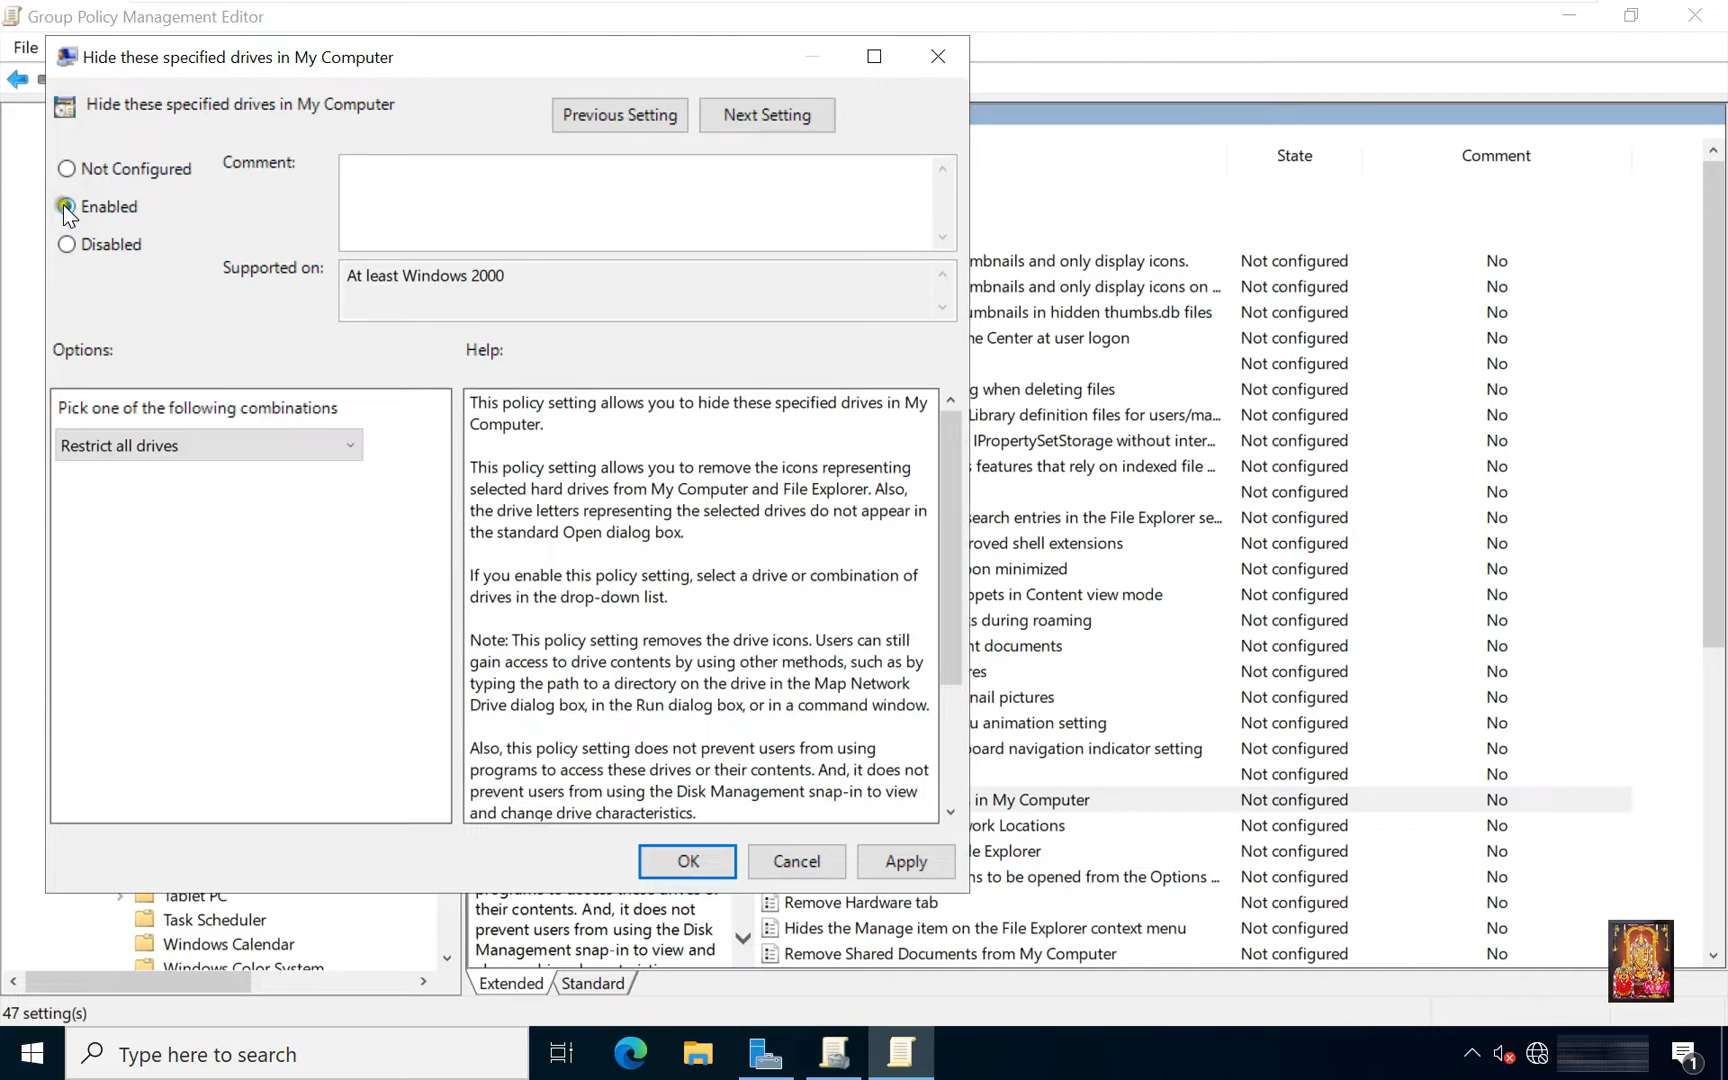 Group Policy Management Editor
File
Hide these specified drives in My Computer
Hide these specified drives in My Computer
Previous Setting
Next Setting
Not Configured
Comment:
Enabled
Disabled
Supported on:
At least Windows 2000
Options:
Help:
Pick one of the following combinations
Restrict all drives
This policy setting allows you to hide these specified drives in My
Computer.
This policy setting allows you to remove the icons representing
selected hard drives from My Computer and File Explorer. Also,
the drive letters representing the selected drives do not appear in
the standard Open dialog box.
If you enable this policy setting, select a drive or combination of
drives in the drop-down list.
Note: This policy setting removes the drive icons. Users can still
gain access to drive contents by using other methods, such as by
typing the path to a directory on the drive in the Map Network
Drive dialog box, in the Run dialog box, or in a command window.
Also, this policy setting does not prevent users from using
programs to access these drives or their contents. And, it does not
prevent users from using the Disk Management snap-in to view
and change drive characteristics.
OK
Cancel
Apply
State
Comment
mbnails and only display icons. Not configured No
mbnails and only display icons on ... Not configured No
umbnails in hidden thumbs.db files Not configured No
ne Center at user logon Not configured No
Not configured No
g when deleting files Not configured No
Library definition files for users/ma... Not configured No
IPropertySetStorage without inter... Not configured No
s features that rely on indexed file ... Not configured No
Not configured No
search entries in the File Explorer se... Not configured No
roved shell extensions Not configured No
on minimized Not configured No
ppets in Content view mode Not configured No
s during roaming Not configured No
nt documents Not configured No
res Not configured No
nail pictures Not configured No
u animation setting Not configured No
oard navigation indicator setting Not configured No
Not configured No
in My Computer Not configured No
ork Locations Not configured No
le Explorer Not configured No
ns to be opened from the Options ... Not configured No
Remove Hardware tab Not configured No
Hides the Manage item on the File Explorer context menu Not configured No
Remove Shared Documents from My Computer Not configured No
Tablet PC
Task Scheduler
Windows Calendar
Windows Color System
their contents. And, it does not
prevent users from using the Disk
Management snap-in to view and
Extended
Standard
47 setting(s)
Type here to search
1